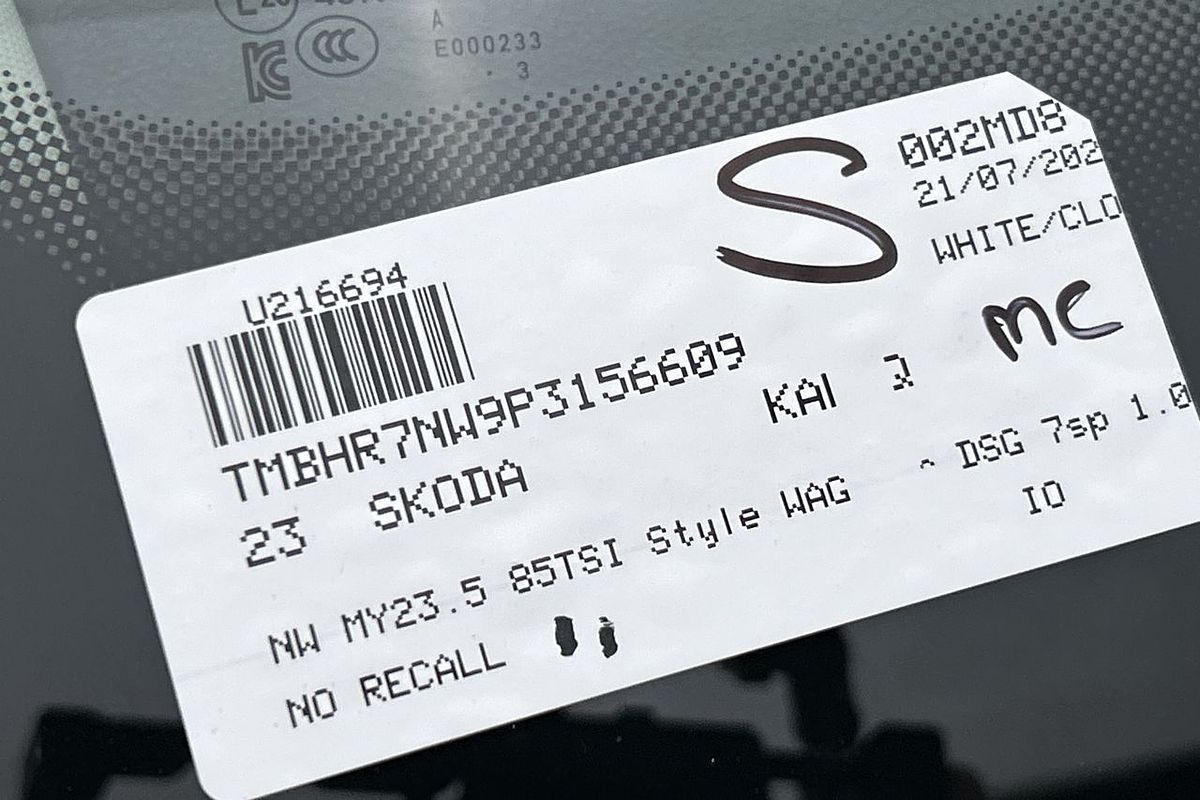 A
E000233
. 3
S
002MD8
21/07/202
WHITE/CLO
U216694
MC
TMBHR7NW9P3156609
KAI
23 SKODA
NW MY23.5 85TSI Style WAG - DSG 7sp 1.0
IO
NO RECALL